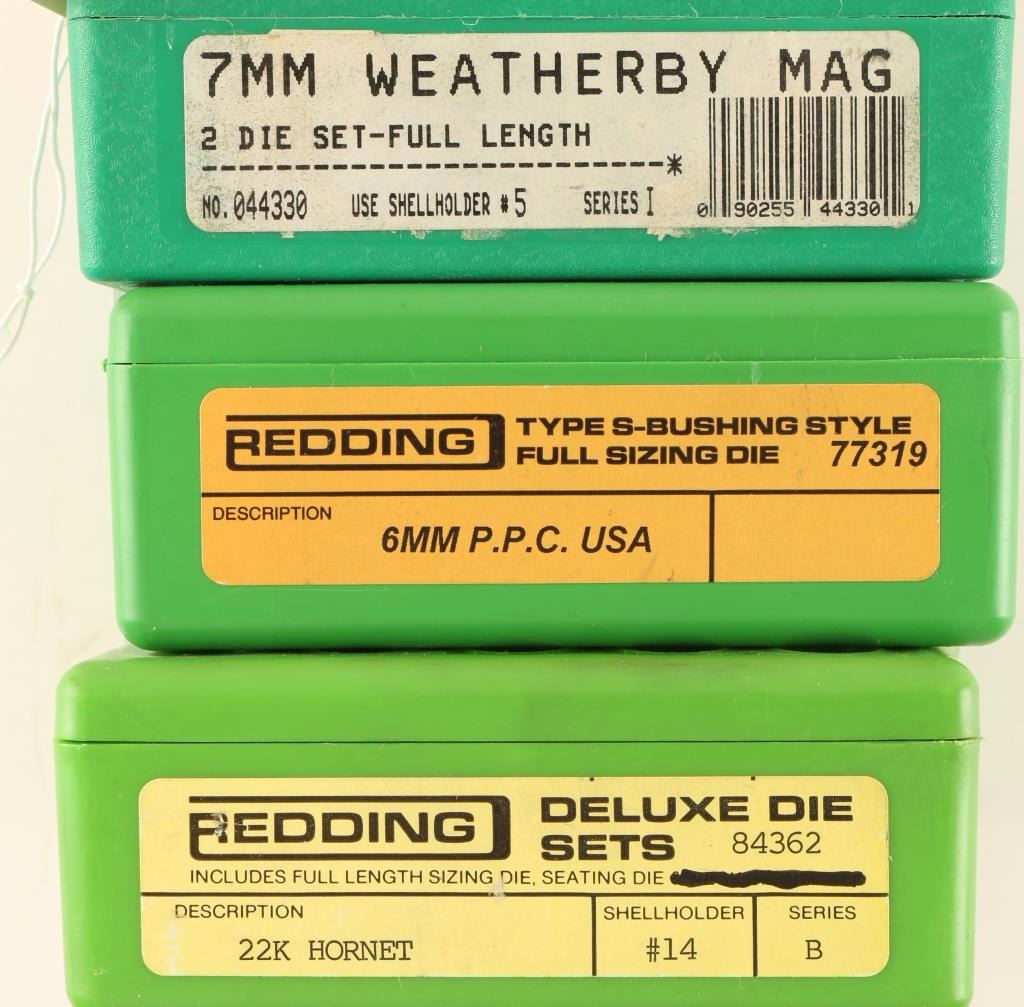 7MM WEATHERBY MAG
2 DIE SET-FULL LENGTH
------------------------------*
NO. 044330 USE SHELLHOLDER #5 SERIES I
0 90255 44330 1
REDDING TYPE S-BUSHING STYLE
FULL SIZING DIE 77319
DESCRIPTION
6MM P.P.C. USA
REDDING DELUXE DIE
SETS 84362
INCLUDES FULL LENGTH SIZING DIE, SEATING DIE
DESCRIPTION SHELLHOLDER SERIES
22K HORNET #14 B